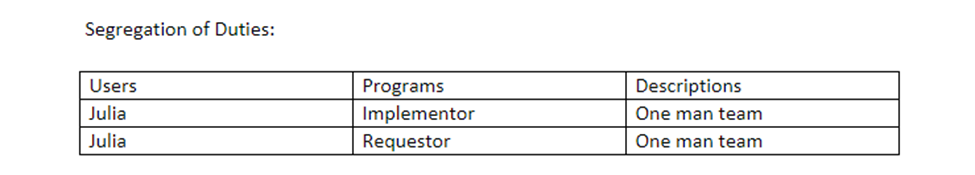 Segregation of Duties:
Users Programs Descriptions
Julia Implementor One man team
Julia Requestor One man team